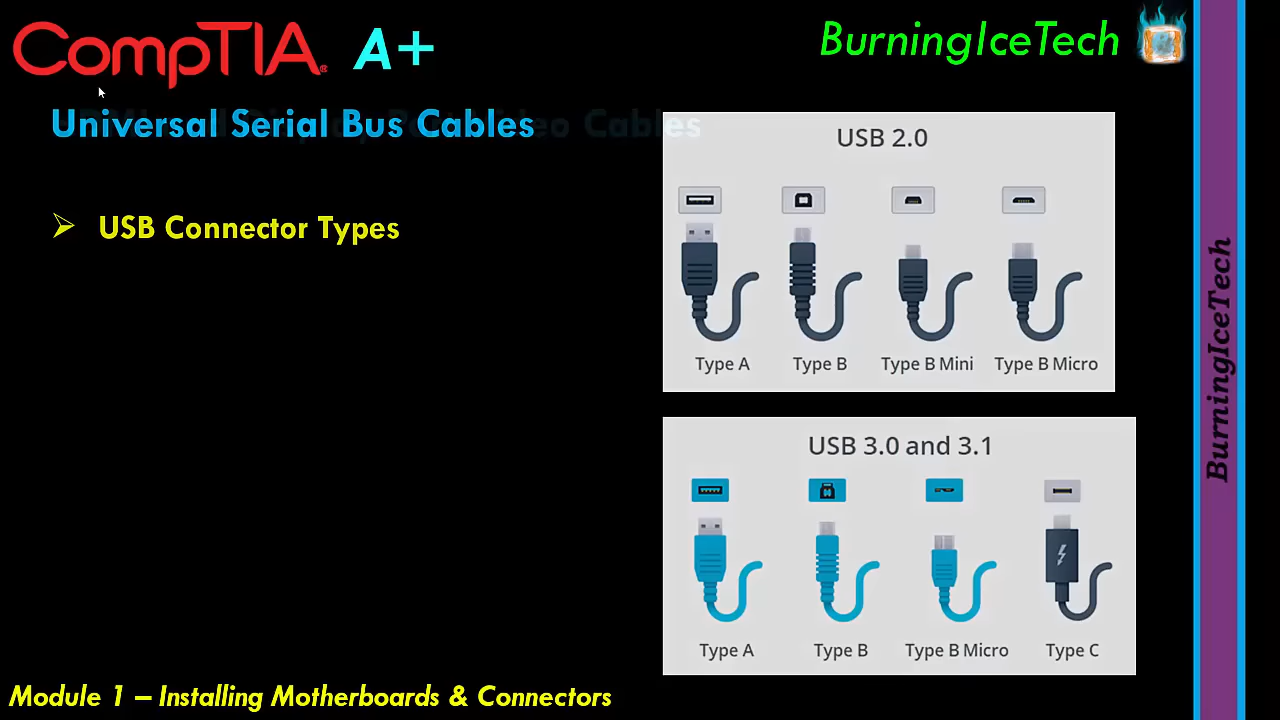 CompTIA® A+
BurningIceTech
Universal Serial Bus Cables
USB Connector Types
USB 2.0
Type A
Type B
Type B Mini
Type B Micro
USB 3.0 and 3.1
Type A
Type B
Type B Micro
Type C
BurningIceTech
Module 1 – Installing Motherboards & Connectors